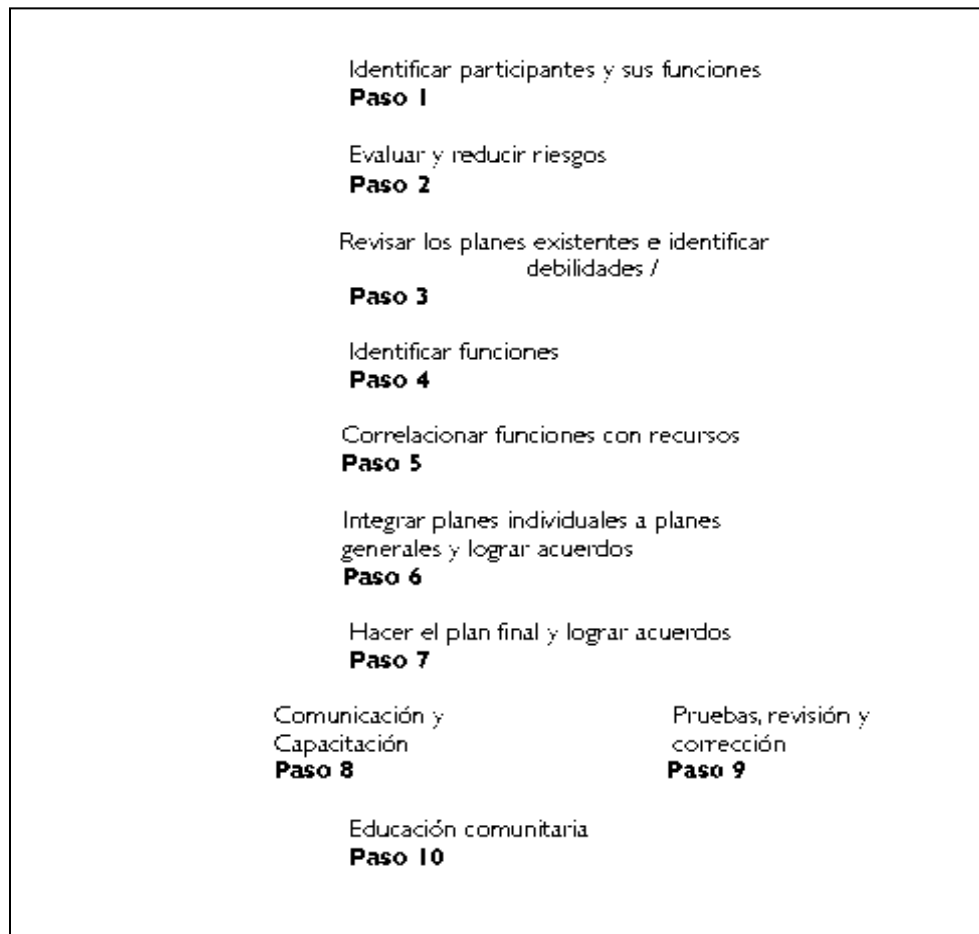 Identificar participantes y sus funciones
Paso 1
Evaluar y reducir riesgos
Paso 2
Revisar los planes existentes e identificar
debilidades /
Paso 3
Identificar funciones
Paso 4
Correlacionar funciones con recursos
Paso 5
Integrar planes individuales a planes
generales y lograr acuerdos
Paso 6
Hacer el plan final y lograr acuerdos
Paso 7
Comunicación y
Capacitación
Paso 8
Pruebas, revisión y
corrección
Paso 9
Educación comunitaria
Paso 10